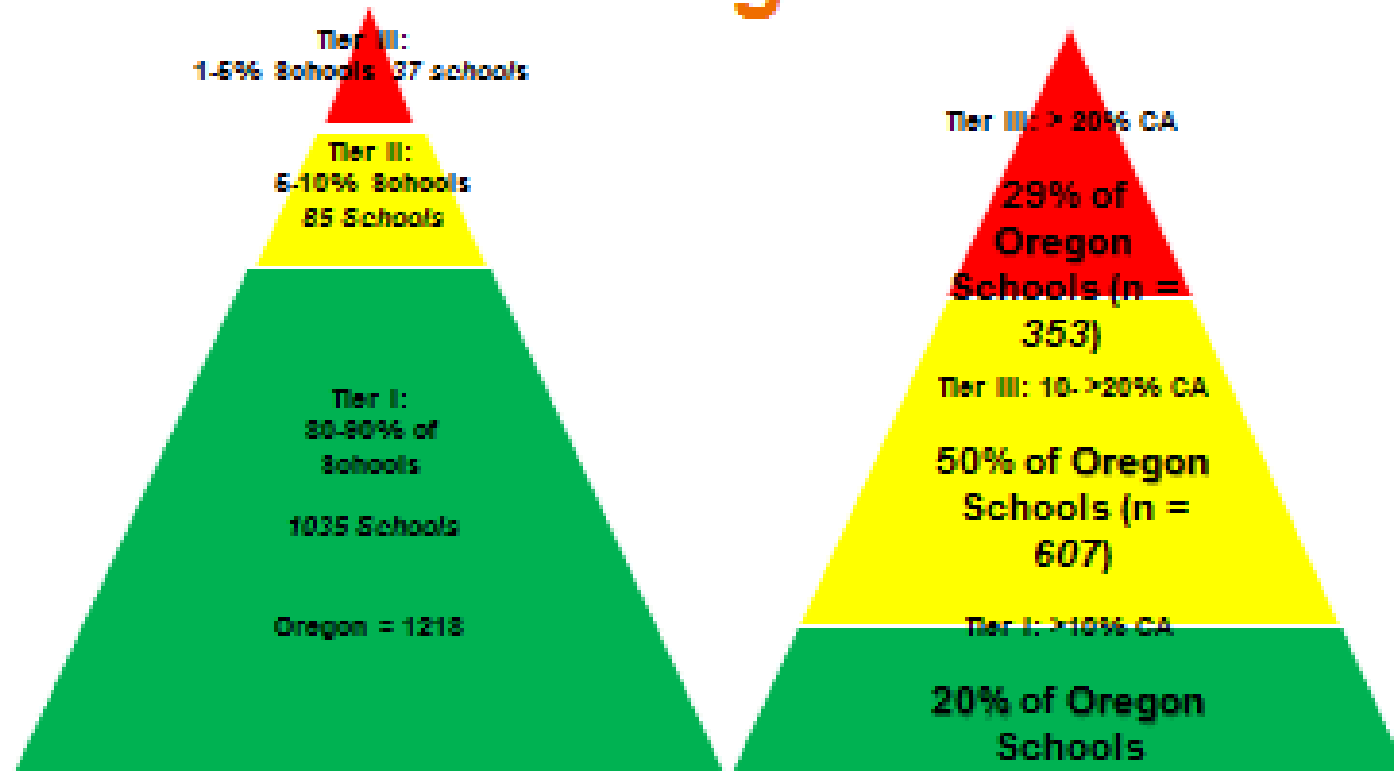 g
Tier III:
1-5% Schools 37 schools
Tier II:
5-10% Schools
85 Schools
Tier I:
80-90% of
Schools
1035 Schools
Oregon = 1218
Tier III: > 20% CA
29% of
Oregon
Schools (n =
353)
Tier III: 10- >20% CA
50% of Oregon
Schools (n =
607)
Tier I: >10% CA
20% of Oregon
Schools